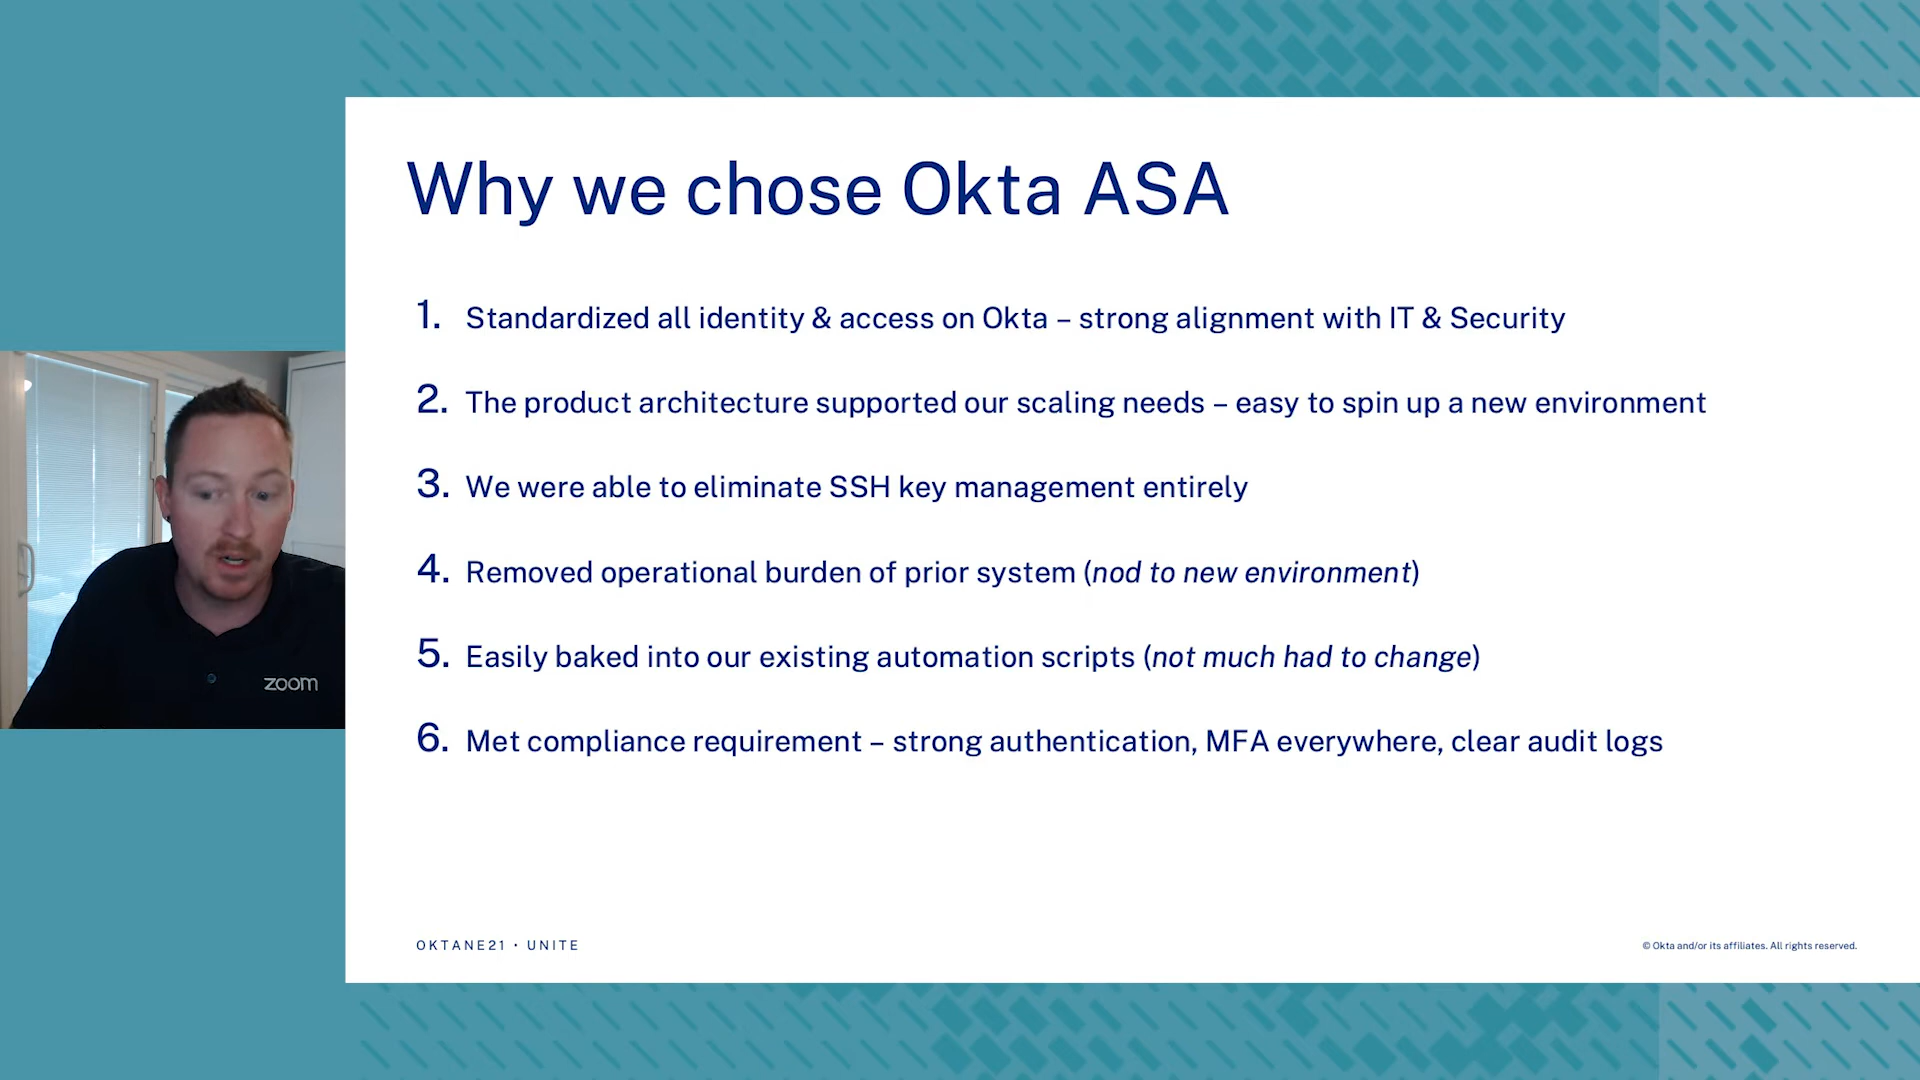 Why we chose Okta ASA
1. Standardized all identity & access on Okta – strong alignment with IT & Security
2. The product architecture supported our scaling needs – easy to spin up a new environment
3. We were able to eliminate SSH key management entirely
4. Removed operational burden of prior system (nod to new environment)
5. Easily baked into our existing automation scripts (not much had to change)
6. Met compliance requirement – strong authentication, MFA everywhere, clear audit logs
zoom
OKTANE21 • UNITE
© Okta and/or its affiliates. All rights reserved.